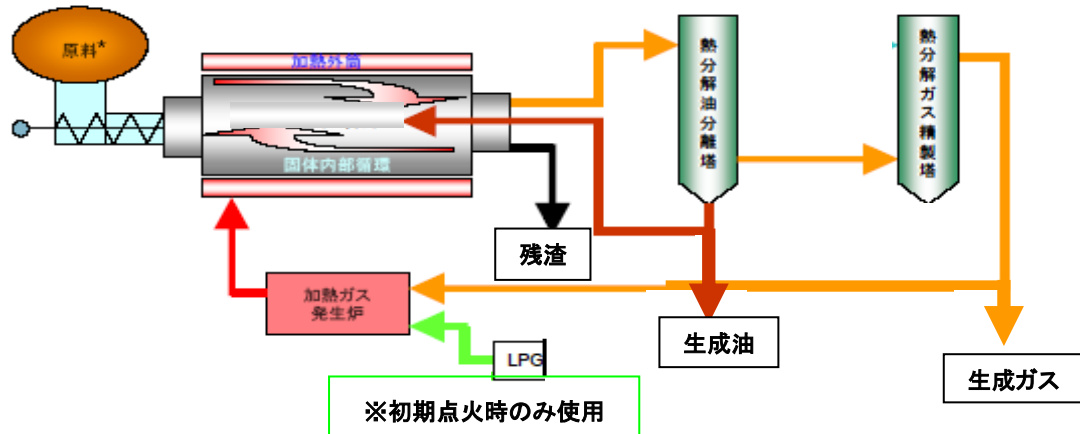 原料*
加熱外筒
固体内部循環
熱分解油分離塔
熱分解ガス精製塔
残渣
加熱ガス
発生炉
LPG
※初期点火時のみ使用
生成油
生成ガス